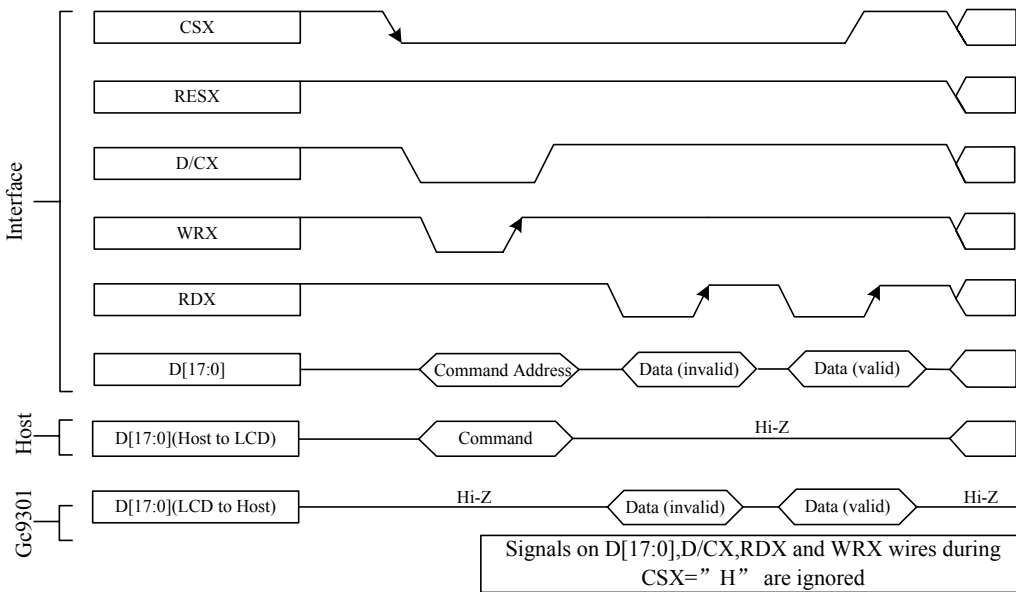 Interface
CSX
RESX
D/CX
WRX
RDX
D[17:0]
Command Address
Data (invalid)
Data (valid)
Host
D[17:0](Host to LCD)
Command
Hi-Z
Gc9301
D[17:0](LCD to Host)
Hi-Z
Data (invalid)
Data (valid)
Hi-Z
Signals on D[17:0],D/CX,RDX and WRX wires during
CSX=”H” are ignored